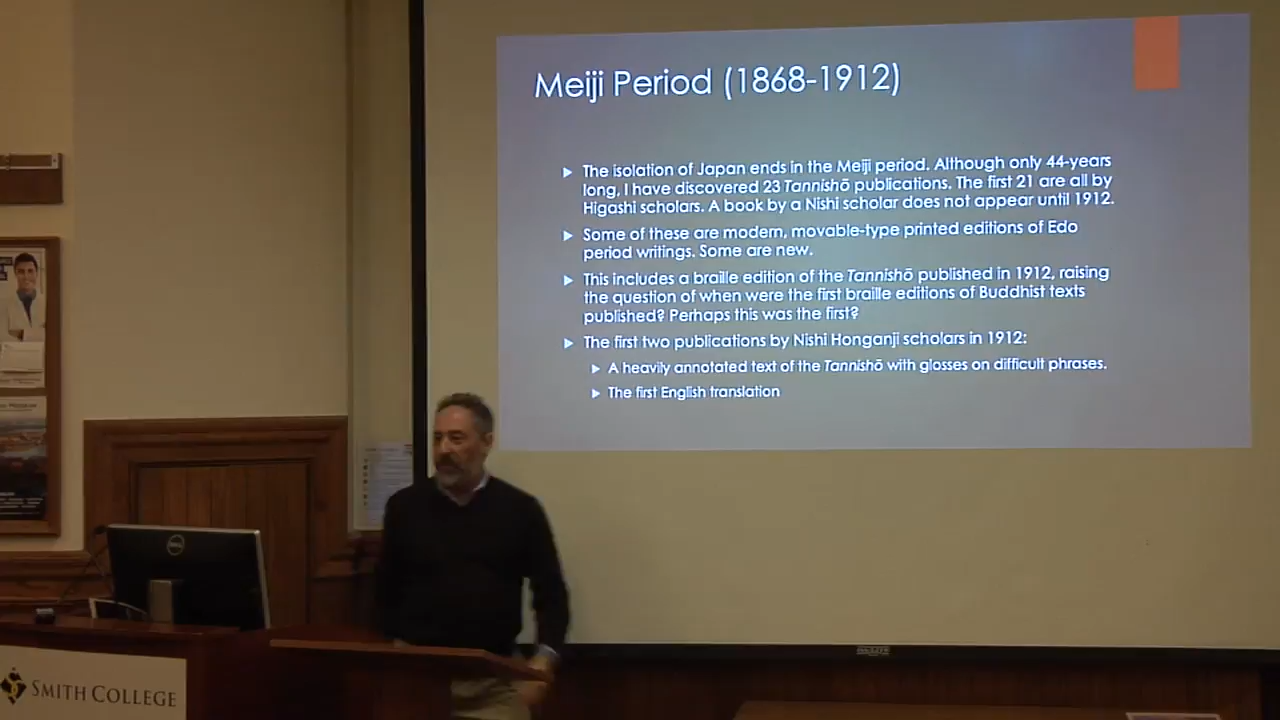 Meiji Period (1868-1912)
The isolation of Japan ends in the Meiji period. Although only 44-years
long, I have discovered 23 Tannishō publications. The first 21 are all by
Higashi scholars. A book by a Nishi scholar does not appear until 1912.
Some of these are modern, movable-type printed editions of Edo
period writings. Some are new.
This includes a braille edition of the Tannishō published in 1912, raising
the question of when were the first braille editions of Buddhist texts
published? Perhaps this was the first?
The first two publications by Nishi Honganji scholars in 1912:
A heavily annotated text of the Tannishō with glosses on difficult phrases.
The first English translation
DELL
SMITH COLLEGE